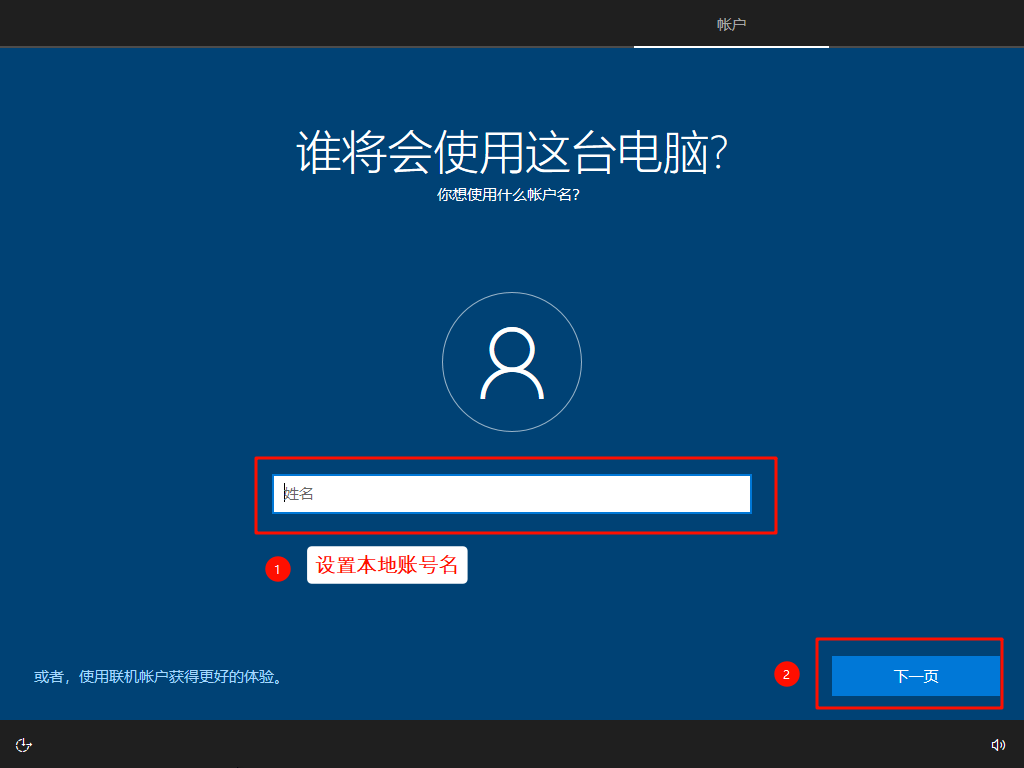 帐户
谁将会使用这台电脑?
你想使用什么帐户名?
姓名
1
设置本地账号名
或者，使用联机帐户获得更好的体验。
2
下一页